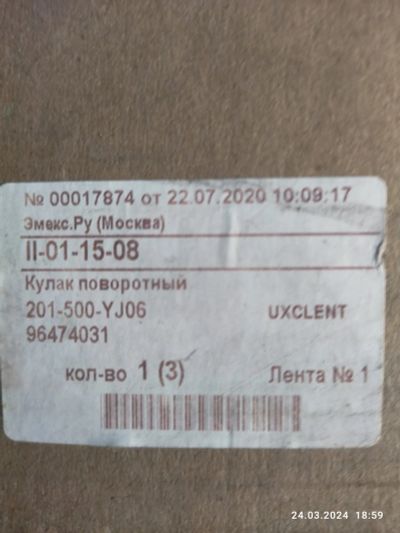 № 00017874 от 22.07.2020 10:09:17
Эмекс.Ру (Москва)
II-01-15-08
Кулак поворотный
201-500-YJ06 UXCLENT
96474031
кол-во 1 (3) Лента № 1
24.03.2024 18:59